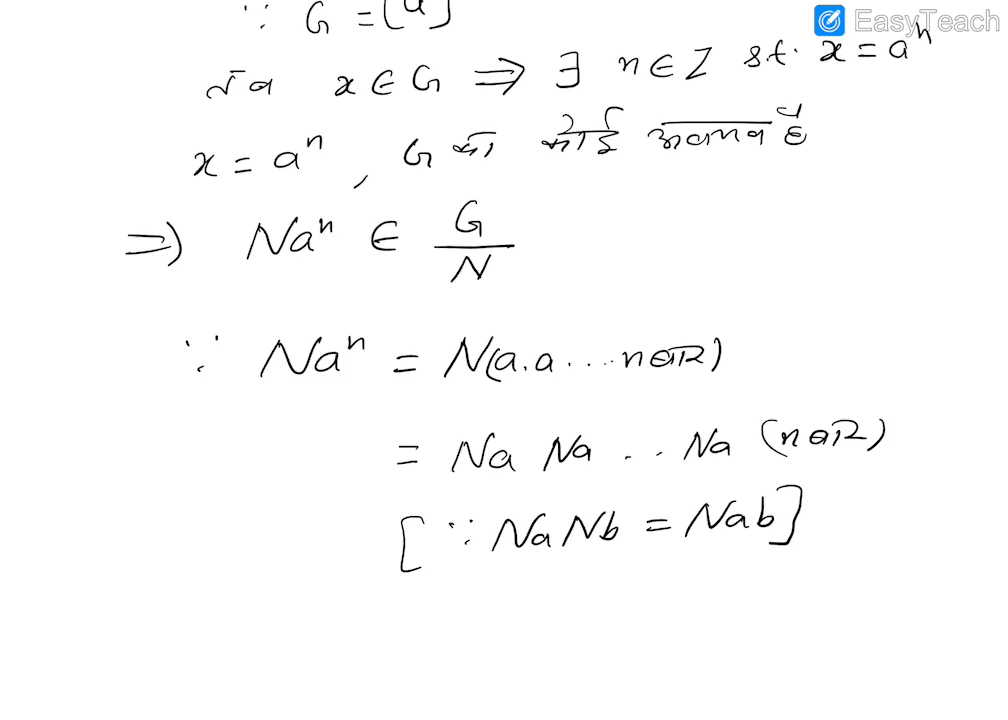 EasyTeach
∵ G = [a]
तब x ∈ G ⇒ ∃ n ∈ Z s.t. x = aⁿ
x = aⁿ, G का कोई अवयव है
⇒) Naⁿ ∈ G/N
∵ Naⁿ = N(a.a...n बार)
= Na Na ... Na (n बार)
[∵ NaNb = Nab]